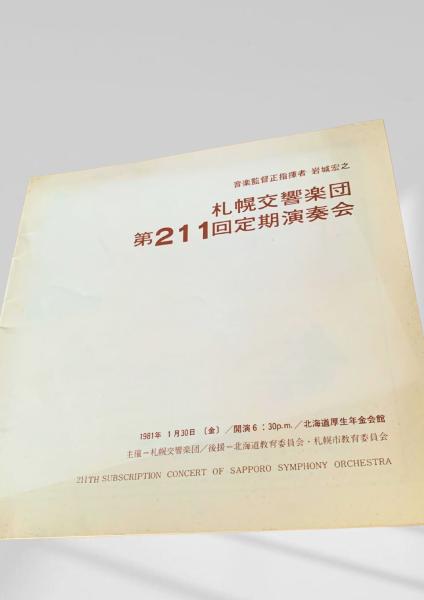 音楽監督正指揮者 岩城宏之
札幌交響楽団
第211回定期演奏会
1981年 1月30日 〔金〕／開演6：30p.m.／北海道厚生年金会館
主催−札幌交響楽団／後援−北海道教育委員会・札幌市教育委員会
211TH SUBSCRIPTION CONCERT OF SAPPORO SYMPHONY ORCHESTRA